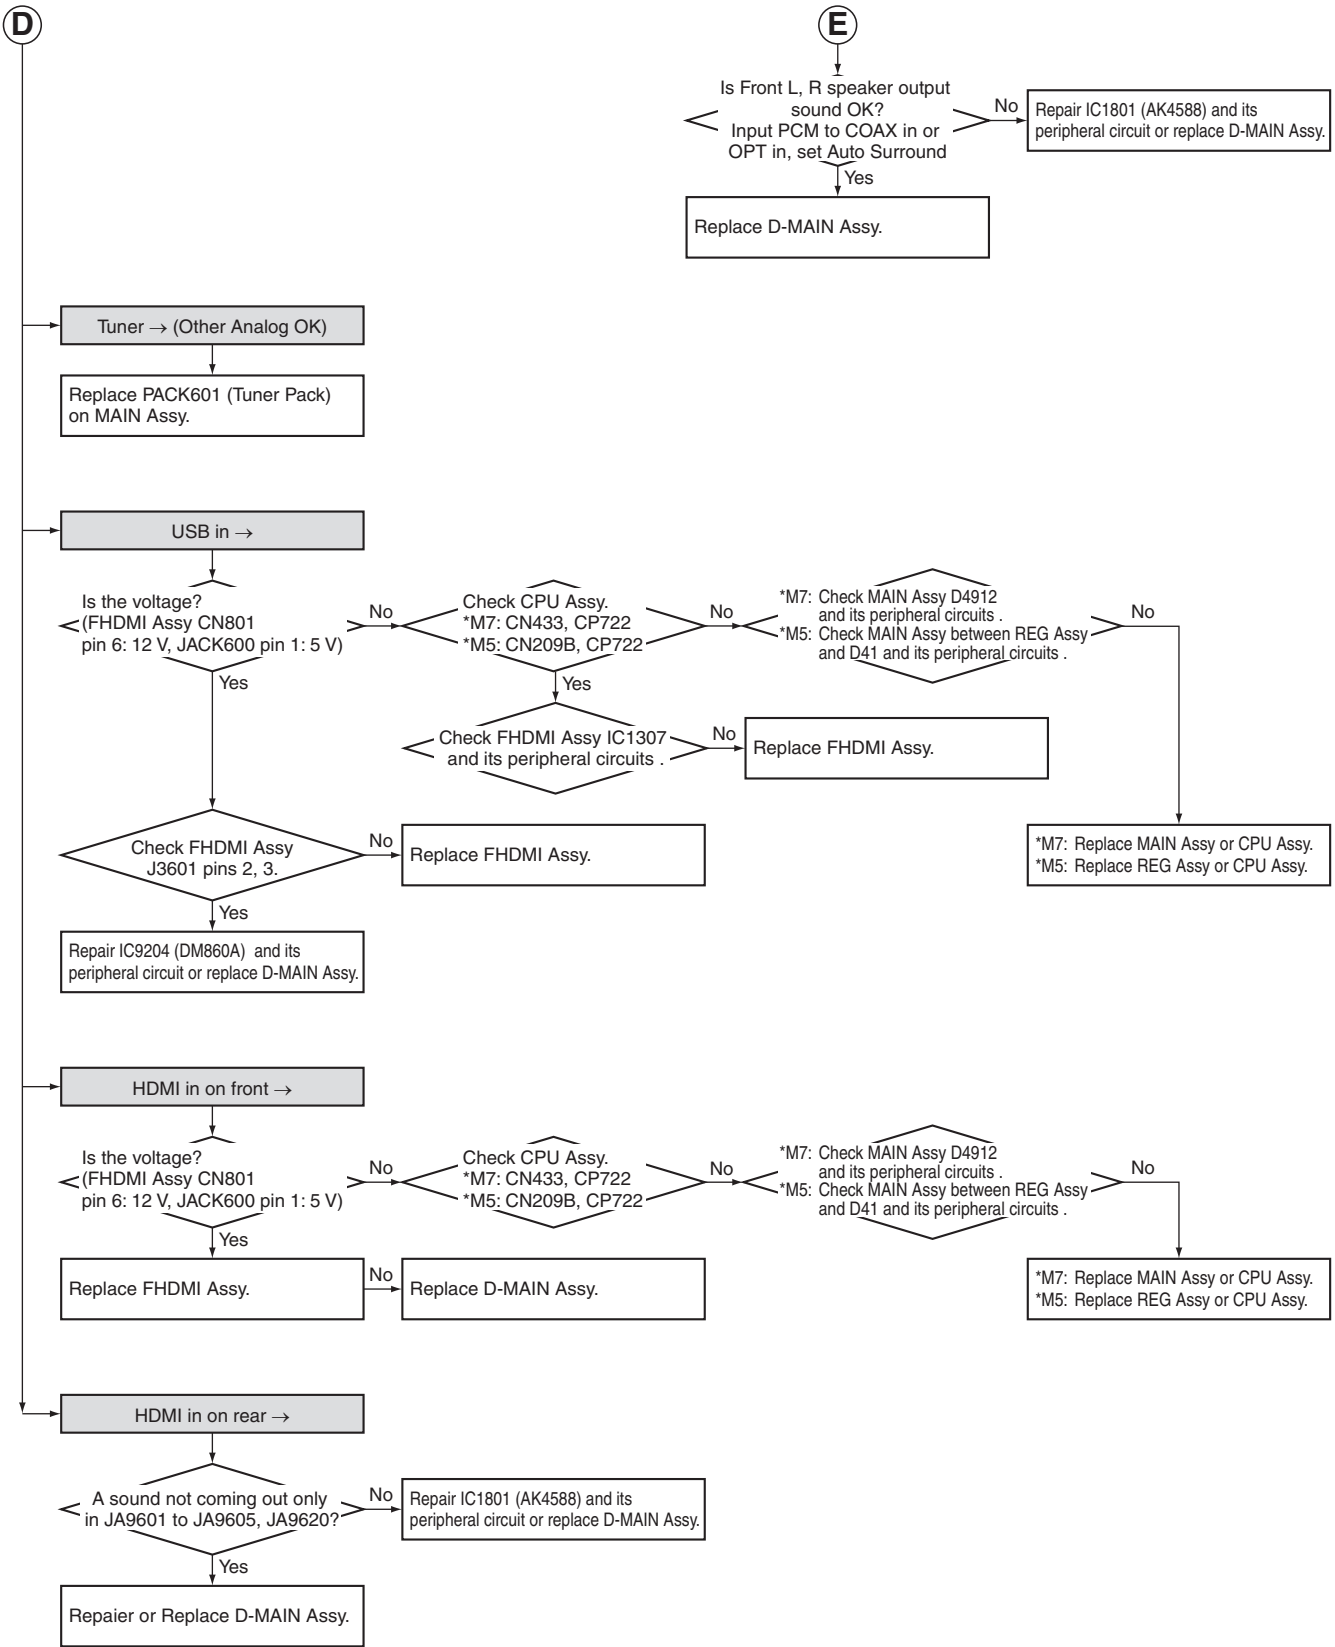 D
E
Is Front L, R speaker output
sound OK?
Input PCM to COAX in or
OPT in, set Auto Surround
No
Repair IC1801 (AK4588) and its
peripheral circuit or replace D-MAIN Assy.
Yes
Replace D-MAIN Assy.
Tuner → (Other Analog OK)
Replace PACK601 (Tuner Pack)
on MAIN Assy.
USB in →
Is the voltage?
(FHDMI Assy CN801
pin 6: 12 V, JACK600 pin 1: 5 V)
No
Check CPU Assy.
*M7: CN433, CP722
*M5: CN209B, CP722
No
*M7: Check MAIN Assy D4912
and its peripheral circuits .
*M5: Check MAIN Assy between REG Assy
and D41 and its peripheral circuits .
No
Yes
Yes
Check FHDMI Assy IC1307
and its peripheral circuits .
No
Replace FHDMI Assy.
Check FHDMI Assy
J3601 pins 2, 3.
No
Replace FHDMI Assy.
*M7: Replace MAIN Assy or CPU Assy.
*M5: Replace REG Assy or CPU Assy.
Yes
Repair IC9204 (DM860A) and its
peripheral circuit or replace D-MAIN Assy.
HDMI in on front →
Is the voltage?
(FHDMI Assy CN801
pin 6: 12 V, JACK600 pin 1: 5 V)
No
Check CPU Assy.
*M7: CN433, CP722
*M5: CN209B, CP722
No
*M7: Check MAIN Assy D4912
and its peripheral circuits .
*M5: Check MAIN Assy between REG Assy
and D41 and its peripheral circuits .
No
Yes
Replace FHDMI Assy.
No
Replace D-MAIN Assy.
*M7: Replace MAIN Assy or CPU Assy.
*M5: Replace REG Assy or CPU Assy.
HDMI in on rear →
A sound not coming out only
in JA9601 to JA9605, JA9620?
No
Repair IC1801 (AK4588) and its
peripheral circuit or replace D-MAIN Assy.
Yes
Repaier or Replace D-MAIN Assy.